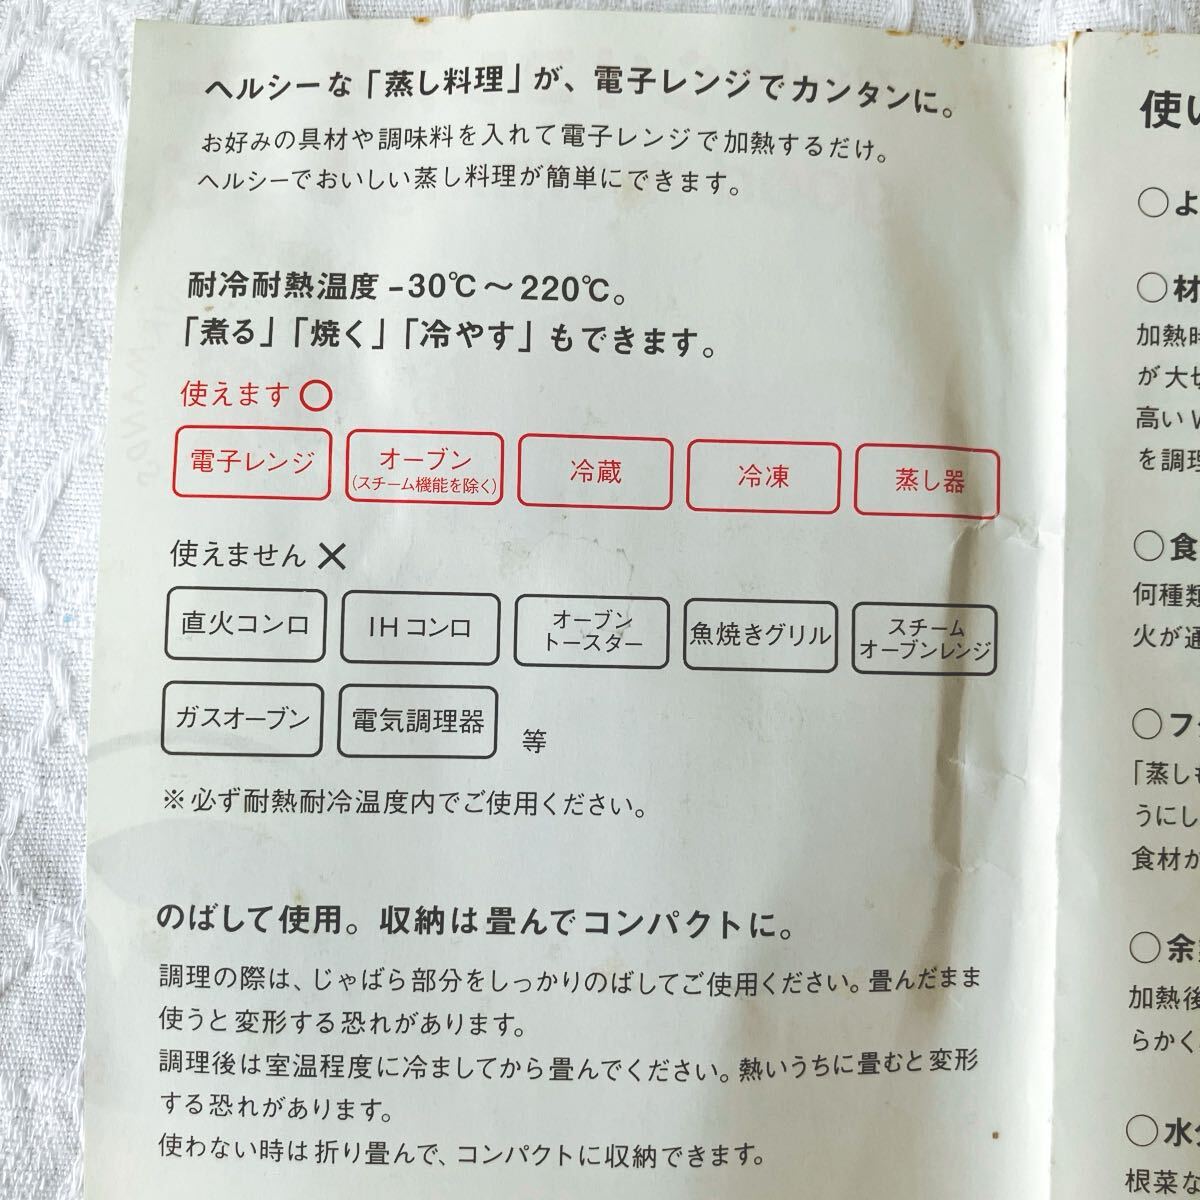 ヘルシーな「蒸し料理」が、電子レンジでカンタンに。
お好みの具材や調味料を入れて電子レンジで加熱するだけ。
ヘルシーでおいしい蒸し料理が簡単にできます。
耐冷耐熱温度 -30℃〜220℃。
「煮る」「焼く」「冷やす」もできます。
使えます○
電子レンジ
オーブン
(スチーム機能を除く)
冷蔵
冷凍
蒸し器
使えません×
直火コンロ
IHコンロ
オーブン
トースター
魚焼きグリル
スチーム
オーブンレンジ
ガスオーブン
電気調理器
等
※必ず耐熱耐冷温度内でご使用ください。
のばして使用。収納は畳んでコンパクトに。
調理の際は、じゃばら部分をしっかりのばしてご使用ください。畳んだまま
使うと変形する恐れがあります。
調理後は室温程度に冷ましてから畳んでください。熱いうちに畳むと変形
する恐れがあります。
使わない時は折り畳んで、コンパクトに収納できます。
使い
○よ
○材
加熱時
が大切
高いW
を調理
○食
何種類
火が通
○フ
「蒸しも
うにし
食材が
○余
加熱後
らかく
○水分
根菜な